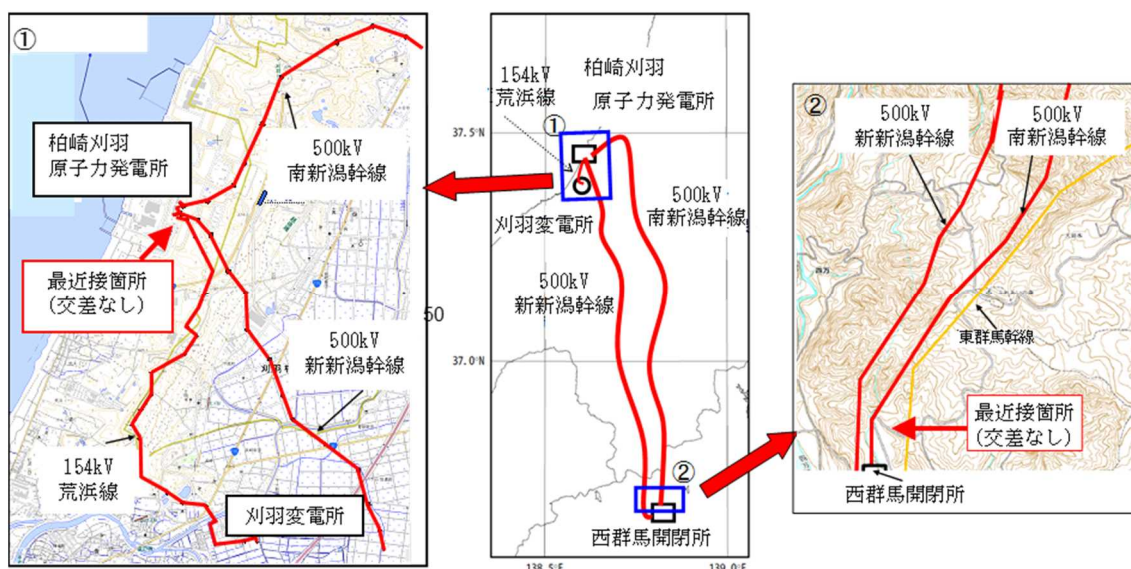 ①
柏崎刈羽
原子力発電所
500kV
南新潟幹線
最近接箇所
(交差なし)
500kV
新新潟幹線
154kV
荒浜線
刈羽変電所
50
154kV
荒浜線
柏崎刈羽
原子力発電所
①
37.5°N
刈羽変電所
500kV
南新潟幹線
500kV
新新潟幹線
37.0°N
②
西群馬開閉所
138.5°E
139.0°E
②
500kV
新新潟幹線
500kV
南新潟幹線
四万
東群馬幹線
最近接箇所
(交差なし)
西群馬開閉所